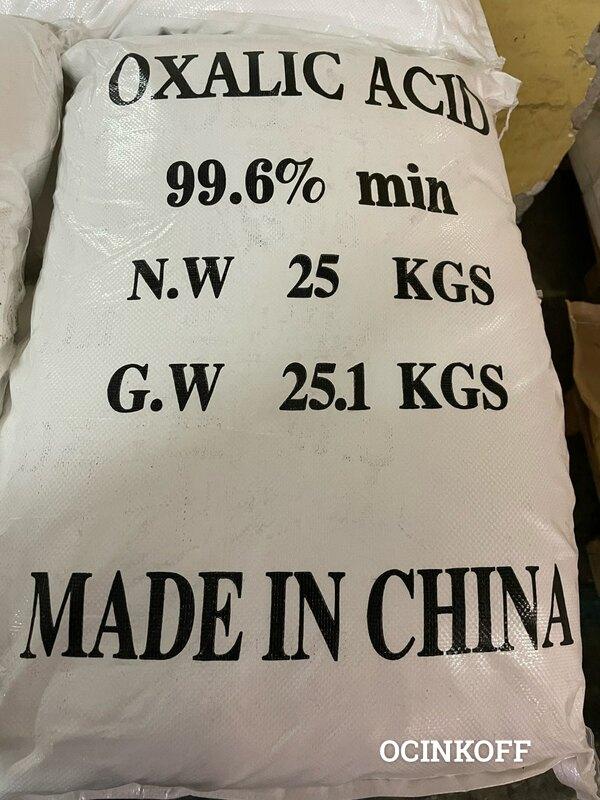 OXALIC ACID
99.6% min
N.W 25 KGS
G.W 25.1 KGS
MADE IN CHINA
OCINKOFF